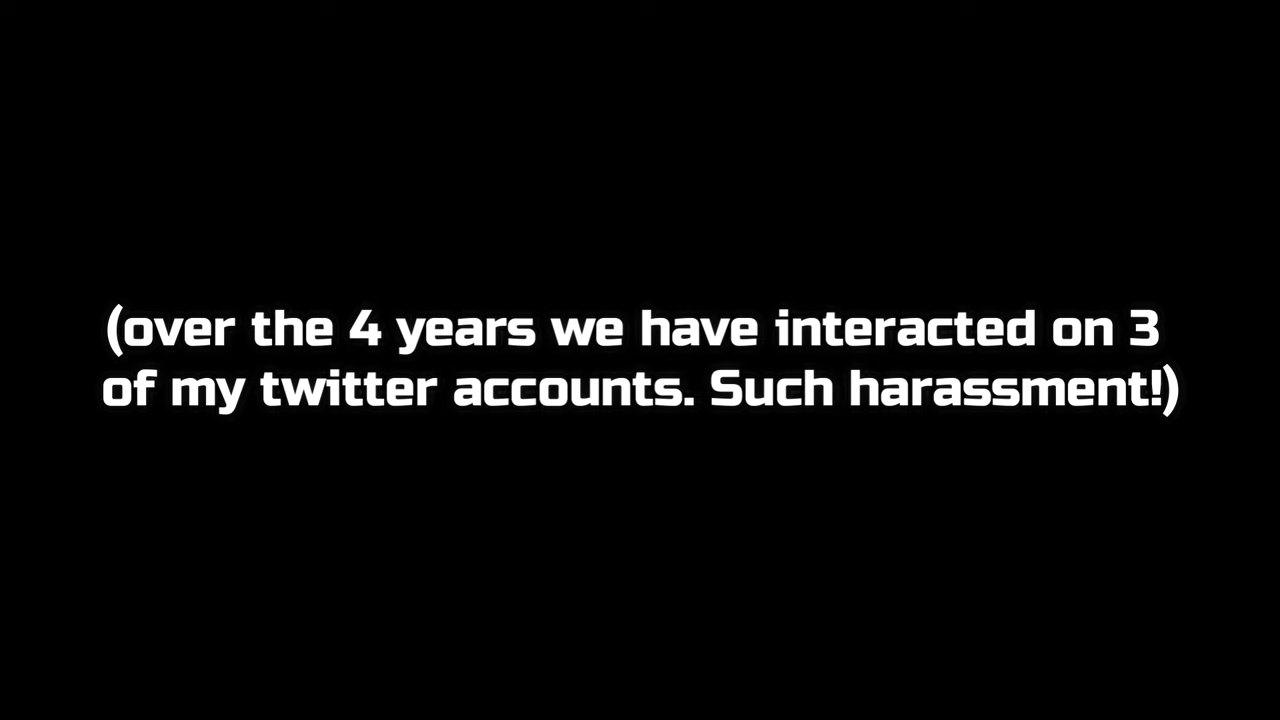 (over the 4 years we have interacted on 3
of my twitter accounts. Such harassment!)